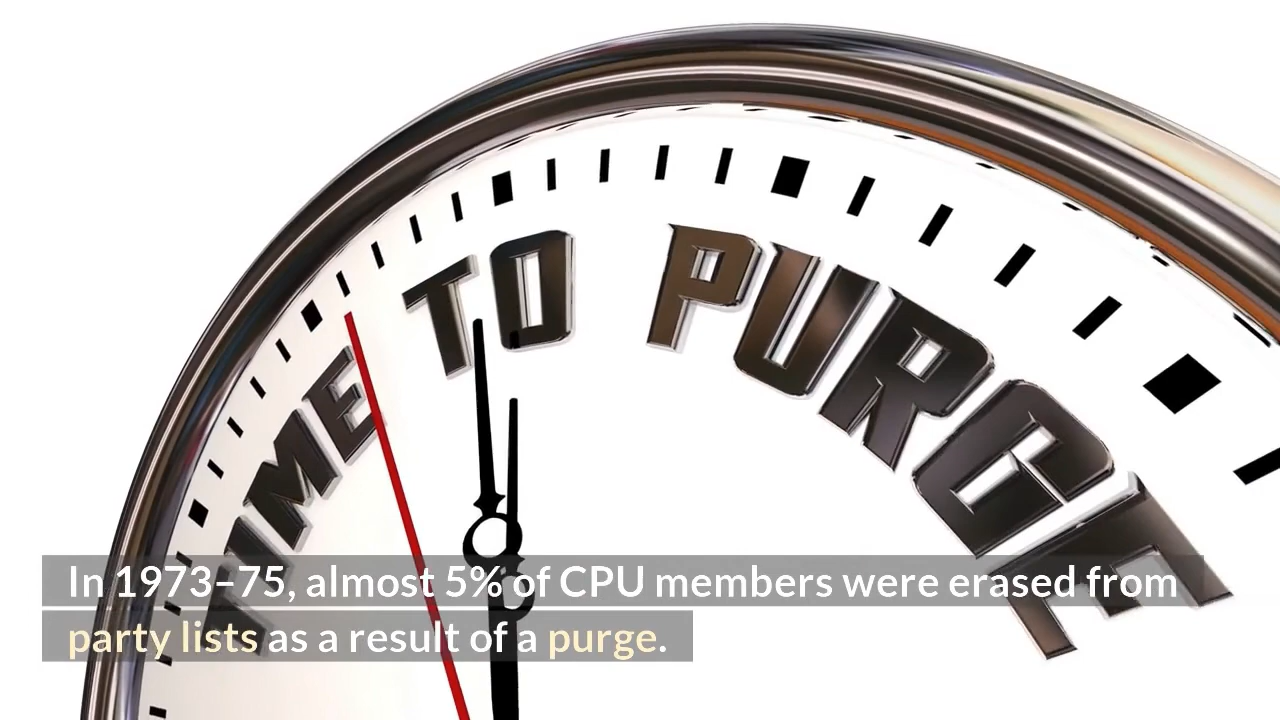 TIME TO PURGE
In 1973–75, almost 5% of CPU members were erased from
party lists as a result of a purge.